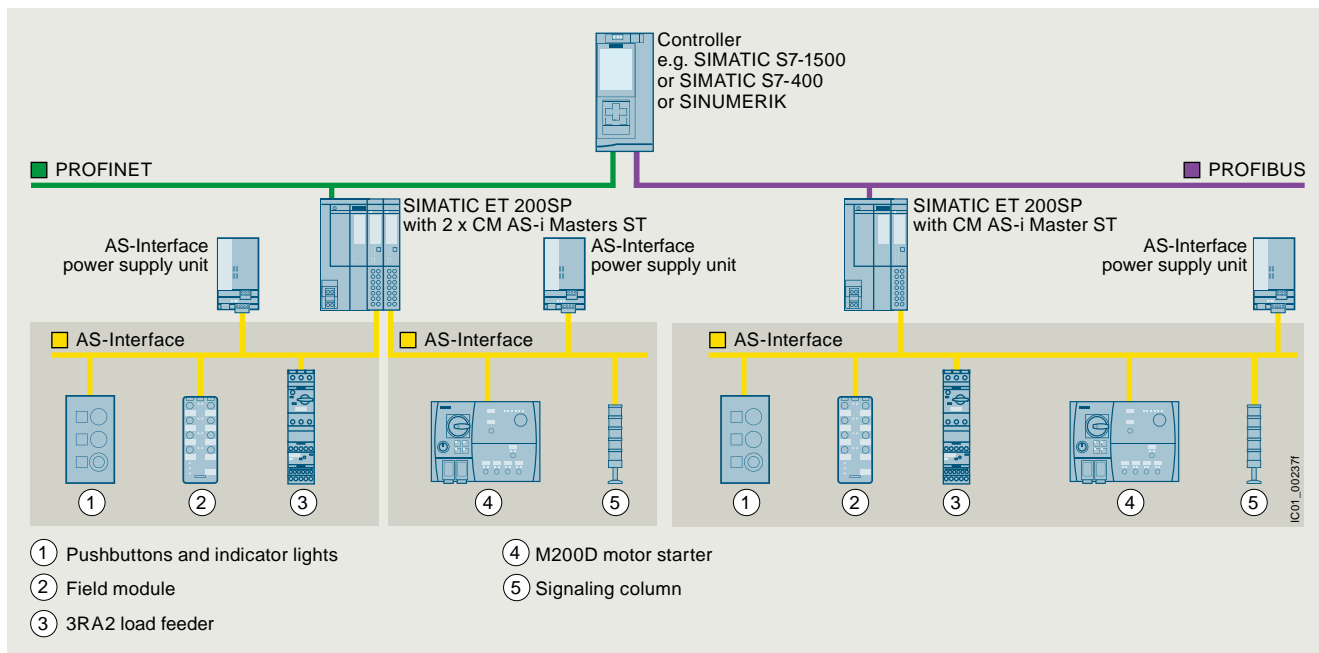 Controller
e.g. SIMATIC S7-1500
or SIMATIC S7-400
or SINUMERIK
PROFINET
PROFIBUS
SIMATIC ET 200SP
with 2 x CM AS-i Masters ST
SIMATIC ET 200SP
with CM AS-i Master ST
AS-Interface
power supply unit
AS-Interface
power supply unit
AS-Interface
power supply unit
AS-Interface
AS-Interface
AS-Interface
1
2
3
4
5
1
2
3
4
5
IC01_00237f
1 Pushbuttons and indicator lights
2 Field module
3 3RA2 load feeder
4 M200D motor starter
5 Signaling column